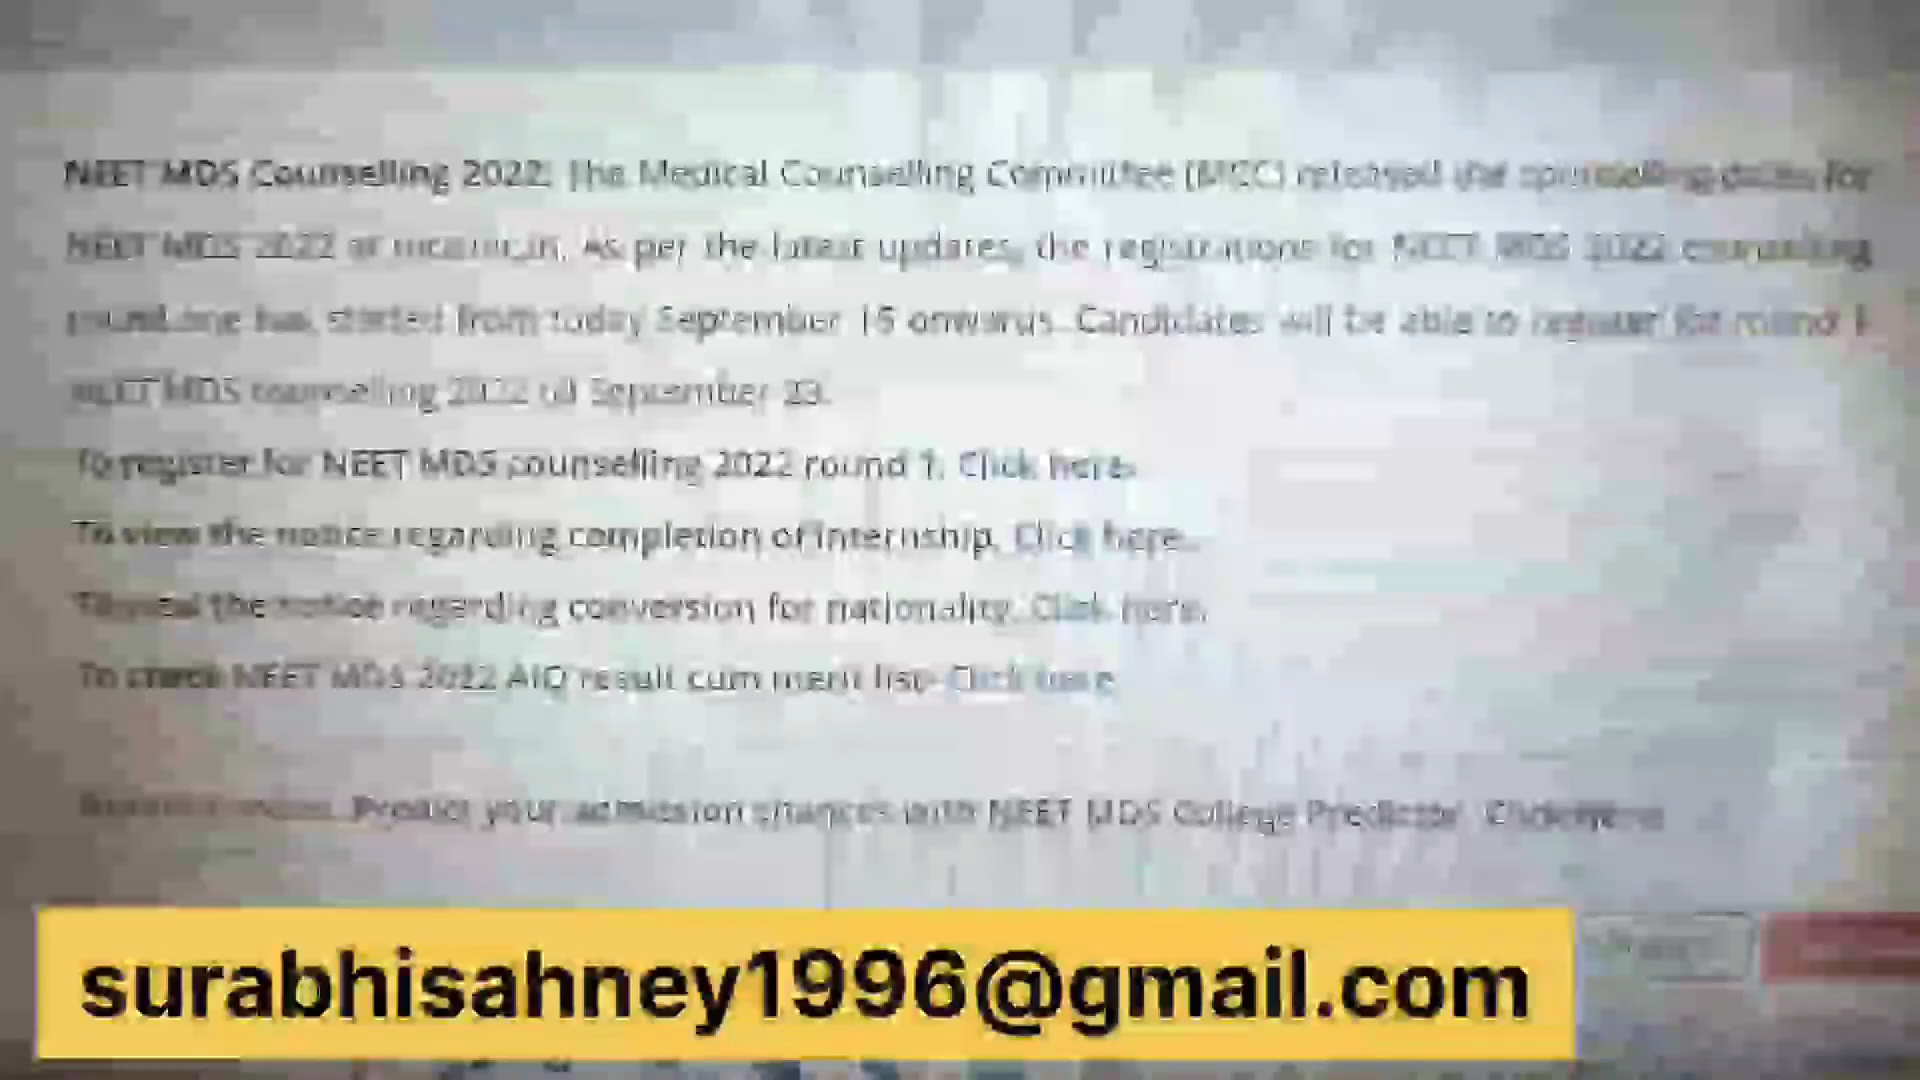 NEET MDS Counselling 2022: The Medical Counselling Committee (MCC) released the counselling dates for
NEET MDS 2022 at mcc.nic.in. As per the latest updates, the registrations for NEET MDS 2022 counselling
round one has started from today September 15 onwards. Candidates will be able to register for round 1
NEET MDS counselling 2022 till September 23.
To register for NEET MDS counselling 2022 round 1. Click here.
To view the notice regarding completion of internship. Click here.
To view the notice regarding conversion for nationality. Click here.
To check NEET MDS 2022 AIQ result cum merit list- Click here
Predict your admission chances with NEET MDS College Predictor. Click Here
surabhisahney1996@gmail.com